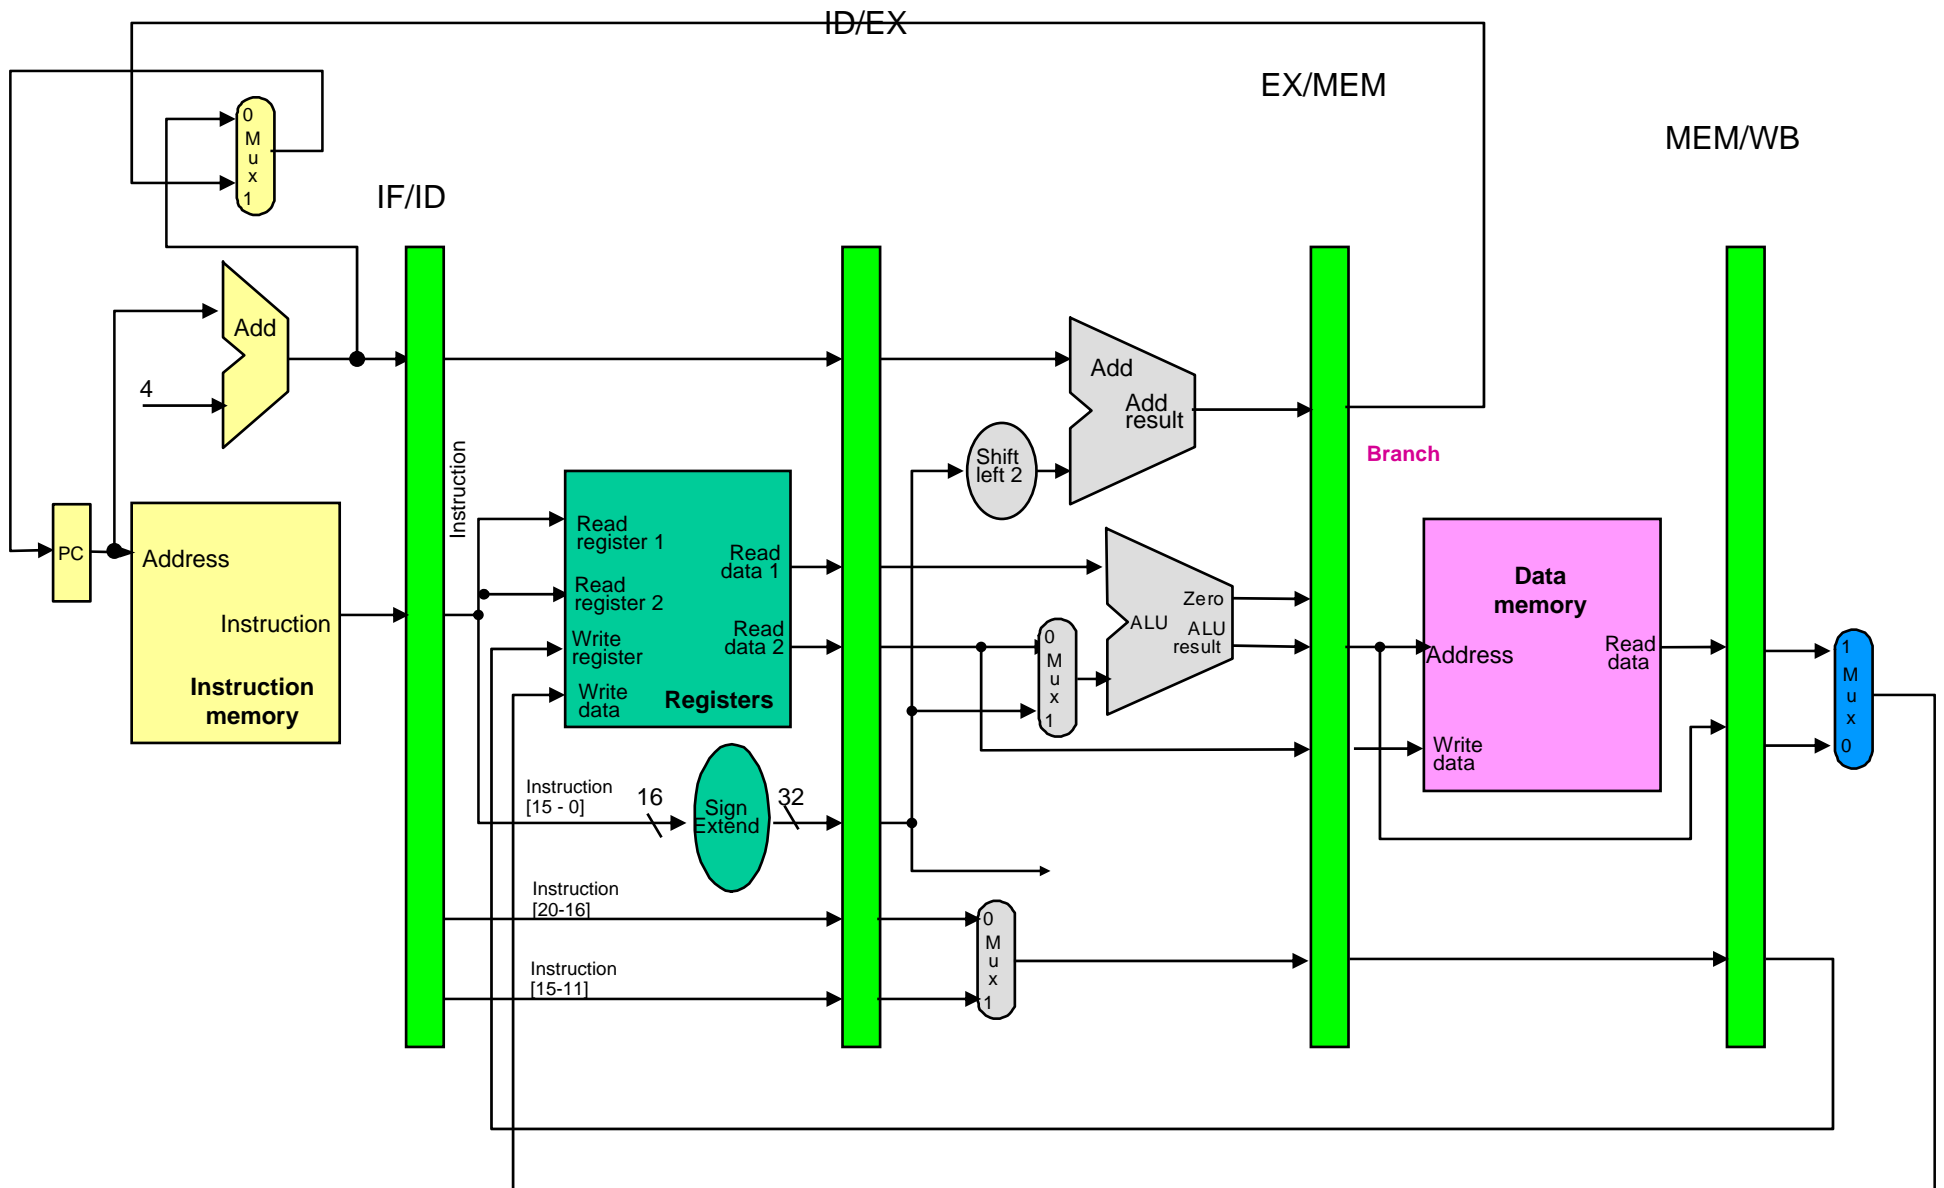 ID/EX
EX/MEM
MEM/WB
IF/ID
0
M
u
x
1
Add
4
PC
Address
Instruction
Instruction
memory
Instruction
Read
register 1
Read
register 2
Write
register
Write
data
Read
data 1
Read
data 2
Registers
Instruction
[15 - 0]
16
Sign
Extend
32
Instruction
[20-16]
Instruction
[15-11]
Shift
left 2
Add
Add
result
0
M
u
x
1
ALU
Zero
ALU
result
0
M
u
x
1
Branch
Data
memory
Address
Read
data
Write
data
1
M
u
x
0